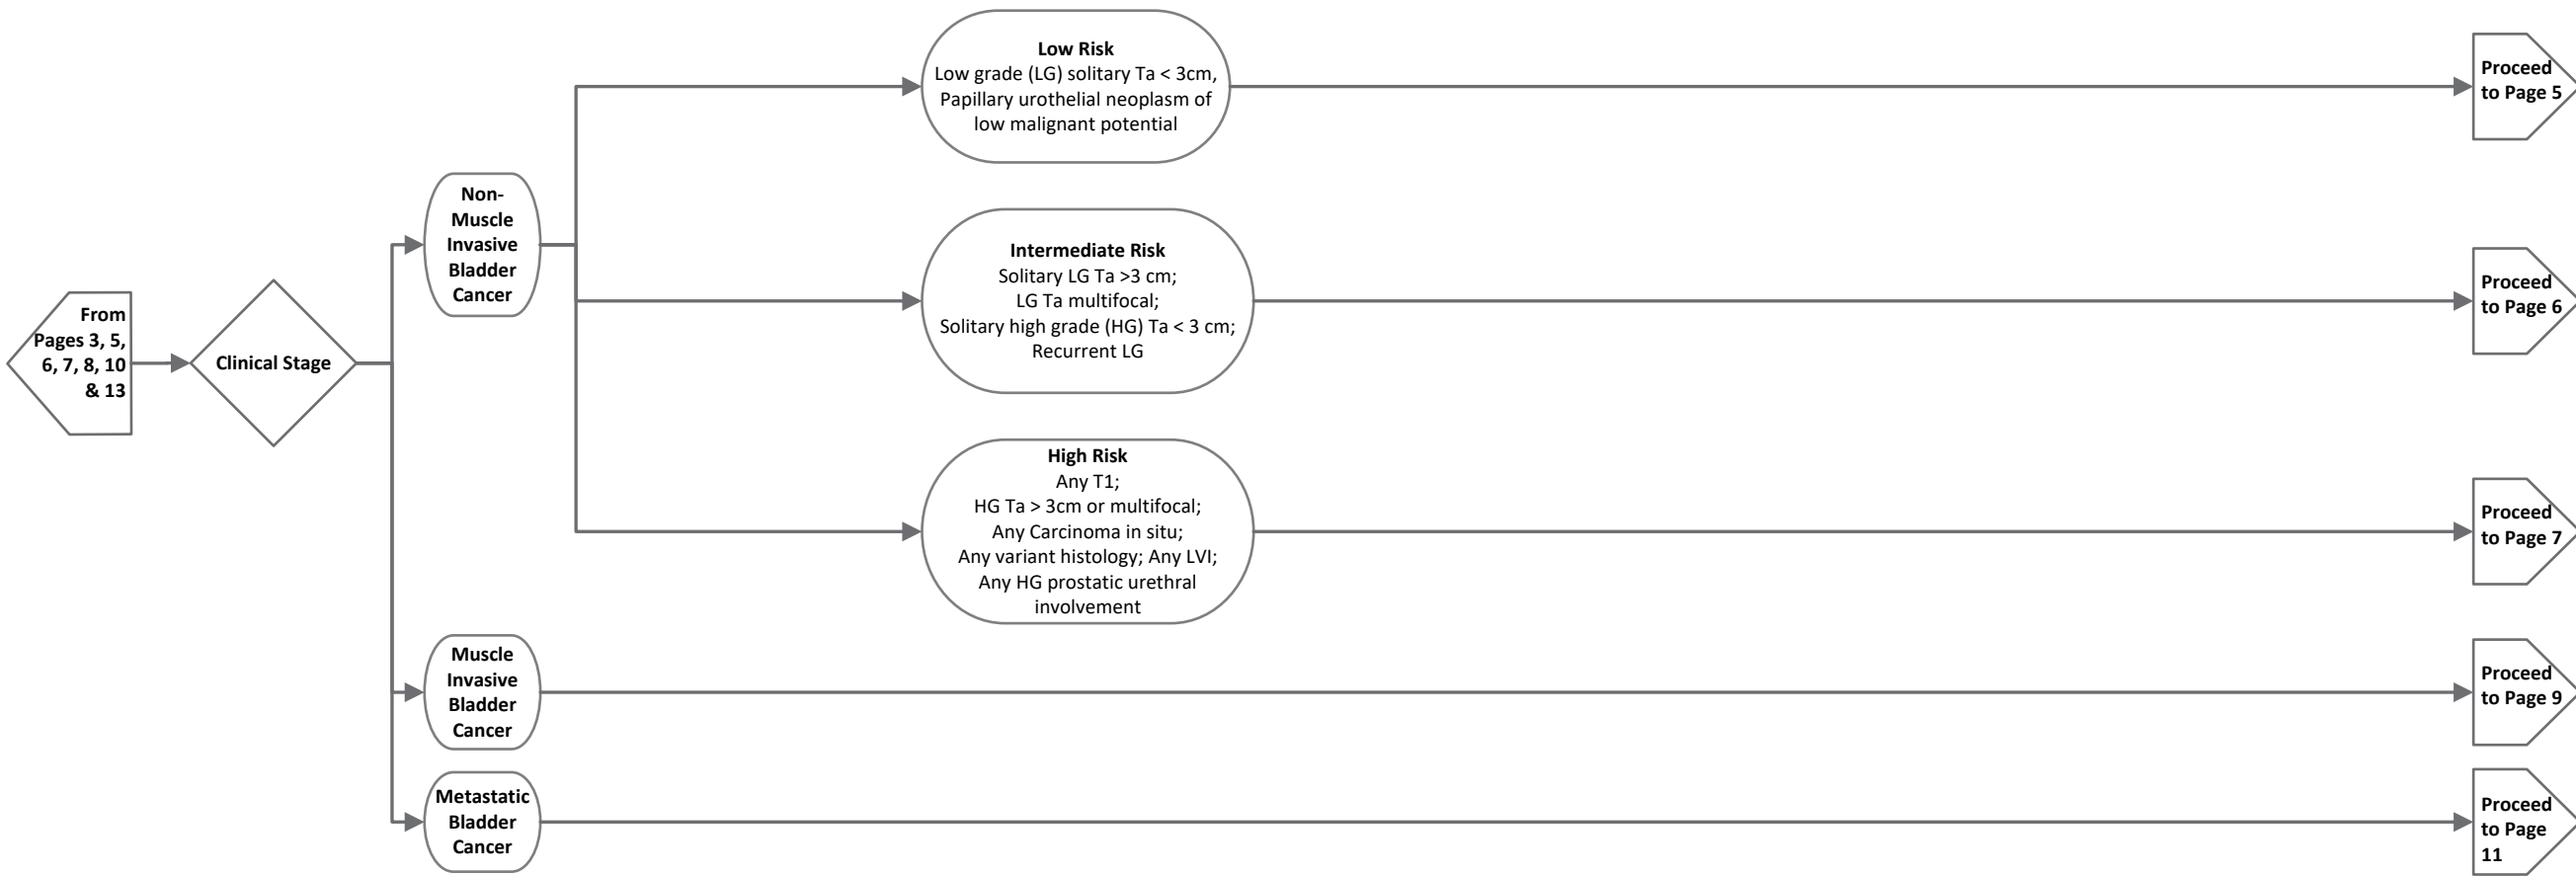 From
Pages 3, 5,
6, 7, 8, 10
& 13
Clinical Stage
Non-
Muscle
Invasive
Bladder
Cancer
Low Risk
Low grade (LG) solitary Ta < 3cm,
Papillary urothelial neoplasm of
low malignant potential
Proceed
to Page 5
Intermediate Risk
Solitary LG Ta >3 cm;
LG Ta multifocal;
Solitary high grade (HG) Ta < 3 cm;
Recurrent LG
Proceed
to Page 6
High Risk
Any T1;
HG Ta > 3cm or multifocal;
Any Carcinoma in situ;
Any variant histology; Any LVI;
Any HG prostatic urethral
involvement
Proceed
to Page 7
Muscle
Invasive
Bladder
Cancer
Proceed
to Page 9
Metastatic
Bladder
Cancer
Proceed
to Page
11